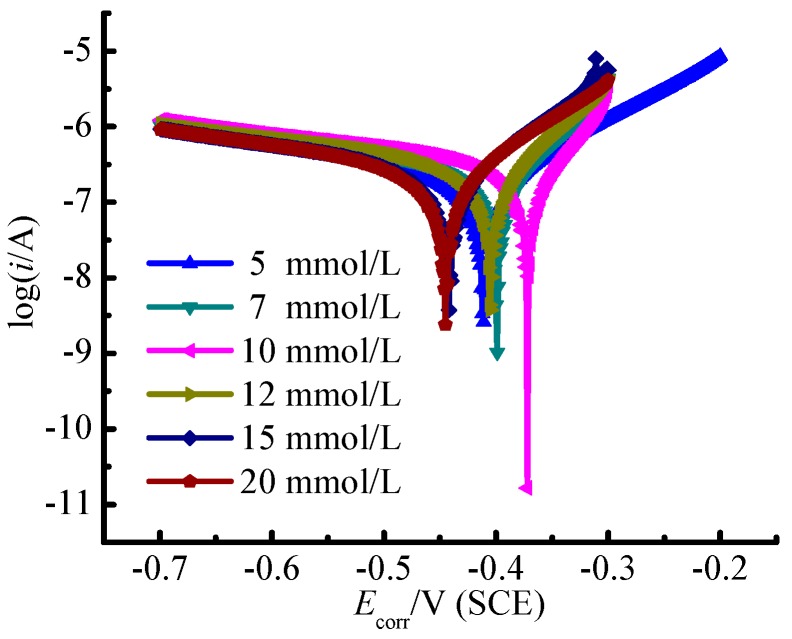 -5
-6
-7
-8
-9
-10
-11
log(i/A)
5 mmol/L
7 mmol/L
10 mmol/L
12 mmol/L
15 mmol/L
20 mmol/L
-0.7 -0.6 -0.5 -0.4 -0.3 -0.2
Ecorr/V (SCE)